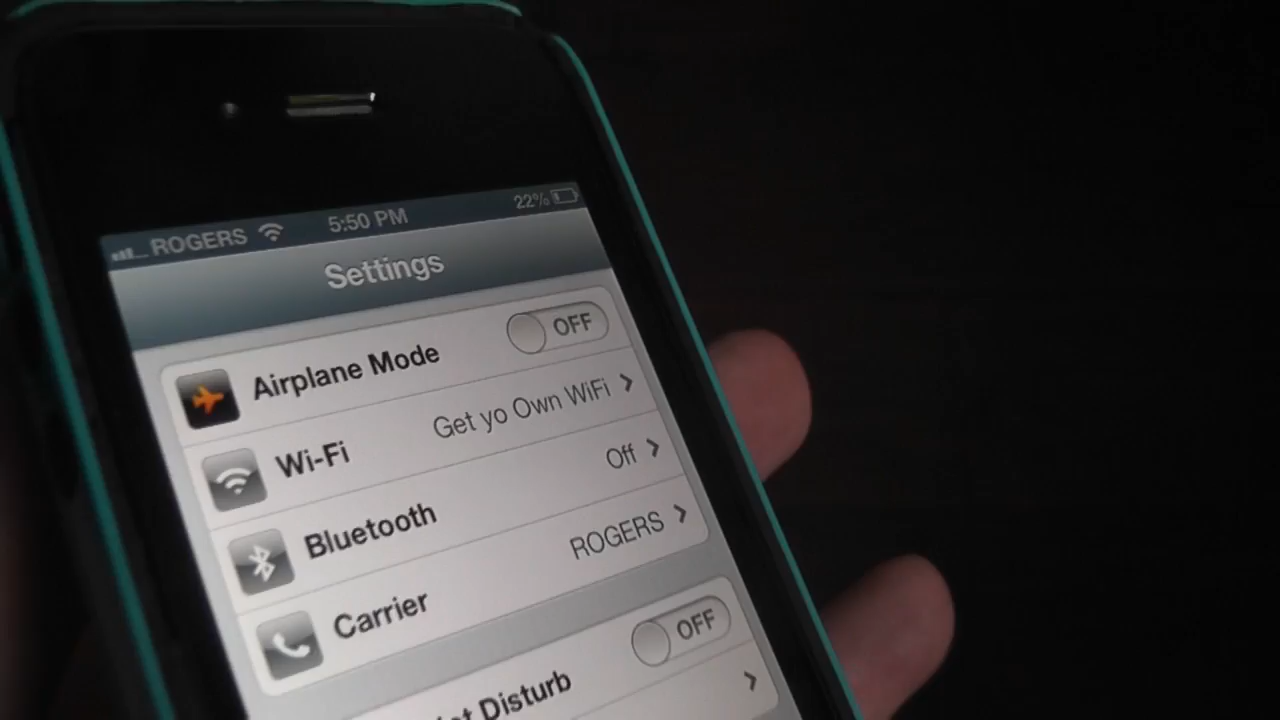 ROGERS 5:50 PM 22%
Settings
Airplane Mode OFF
Wi-Fi Get yo Own WiFi
Bluetooth Off
Carrier ROGERS
Disturb OFF